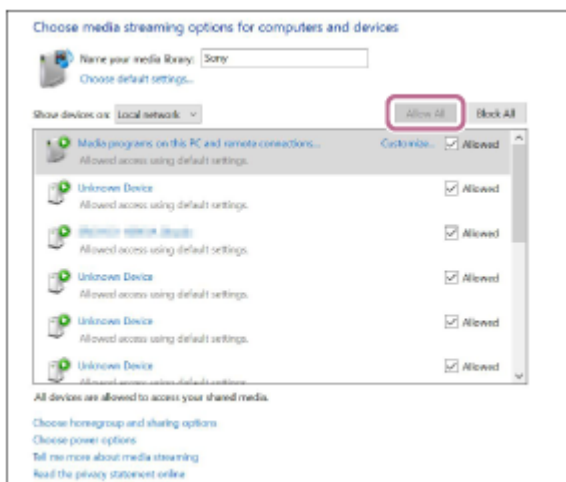 Choose media streaming options for computers and devices
Name your media library: Sony
Choose default settings...
Show devices on: Local network Allow All Block All
Media programs on this PC and remote connections... Customize... Allowed
Allowed access using default settings.
Unknown Device Allowed
Allowed access using default settings.
Allowed
Allowed access using default settings.
Unknown Device Allowed
Allowed access using default settings.
Unknown Device Allowed
Allowed access using default settings.
Unknown Device Allowed
Allowed access using default settings.
All devices are allowed to access your shared media.
Choose homegroup and sharing options
Choose power options
Tell me more about media streaming
Read the privacy statement online